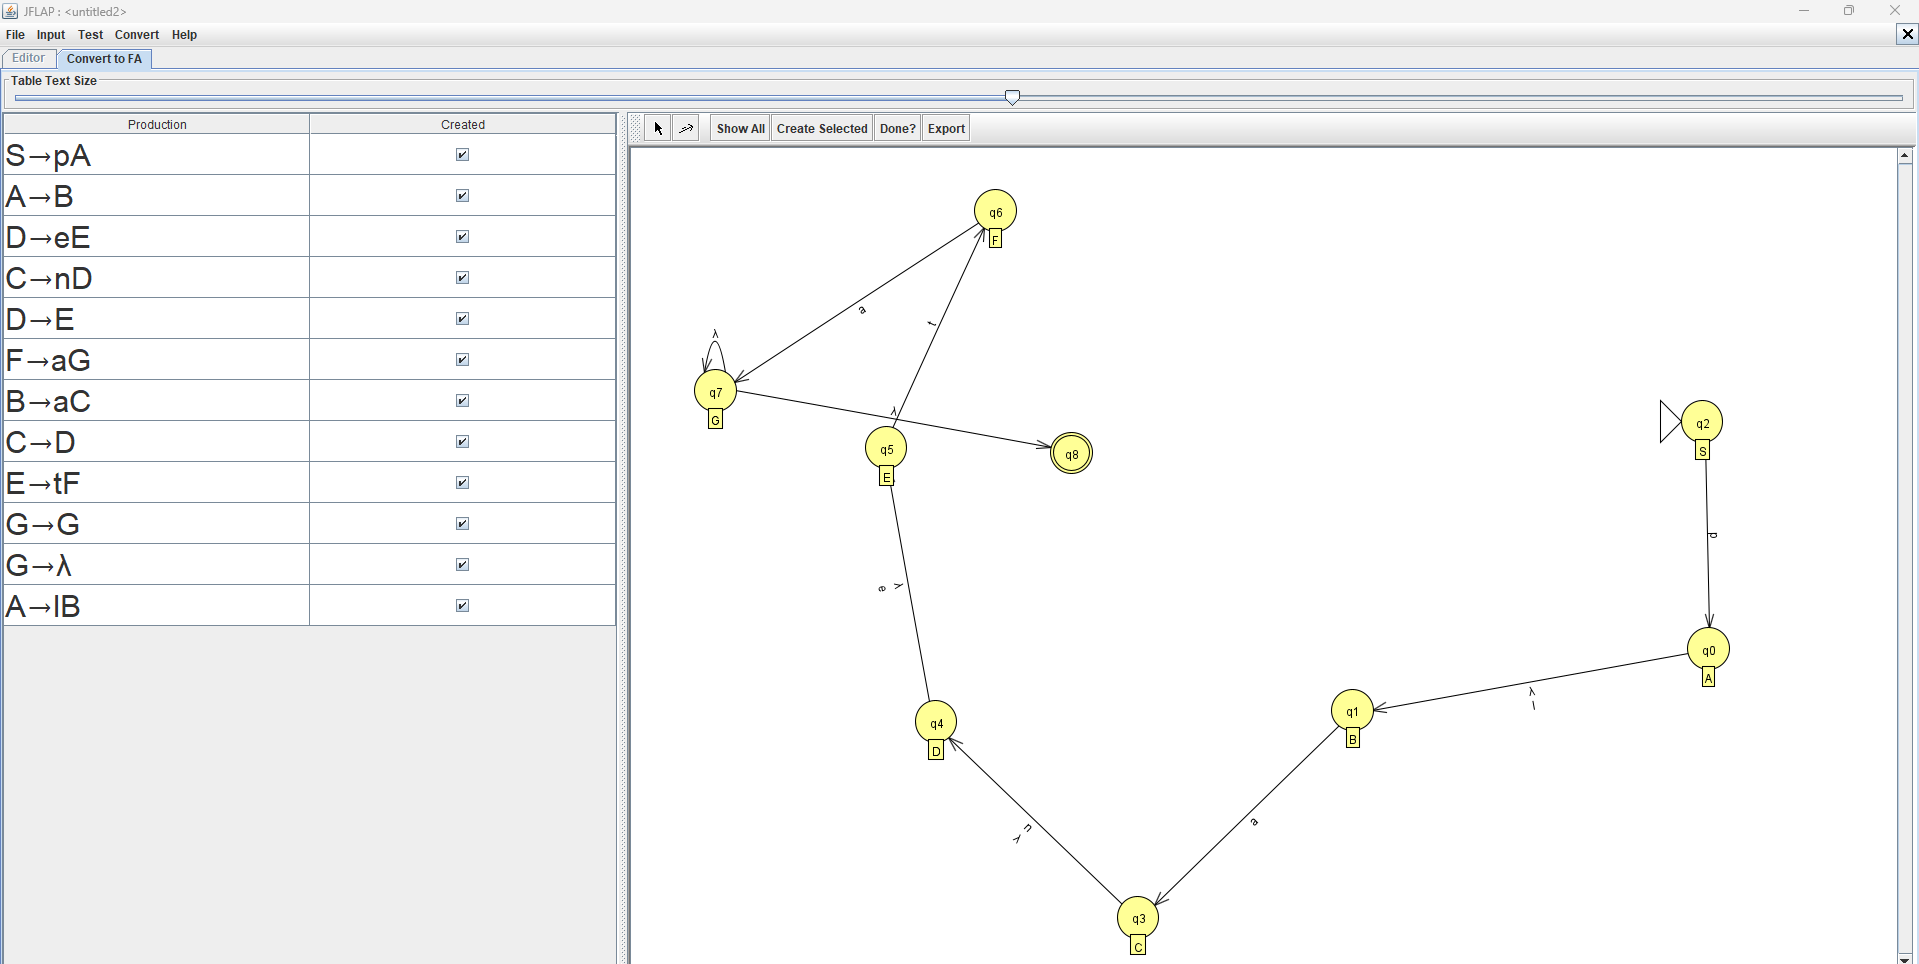 JFLAP : <untitled2>
File Input Test Convert Help
Editor Convert to FA
Table Text Size
Production Created
S→pA
A→B
D→eE
C→nD
D→E
F→aG
B→aC
C→D
E→tF
G→G
G→λ
A→lB
Show All Create Selected Done? Export
q6
F
a
t
λ
q7
G
λ
q5
E
q8
q2
S
p
λ
e
q0
A
λ
l
q1
B
q4
D
a
n
λ
q3
C